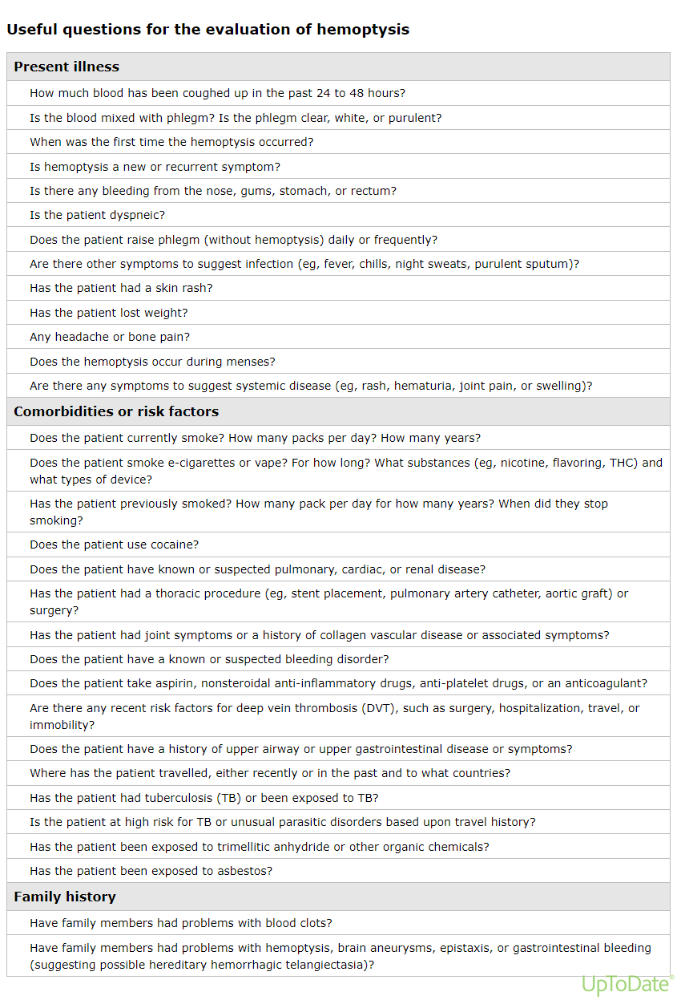 Useful questions for the evaluation of hemoptysis
Present illness
How much blood has been coughed up in the past 24 to 48 hours?
Is the blood mixed with phlegm? Is the phlegm clear, white, or purulent?
When was the first time the hemoptysis occurred?
Is hemoptysis a new or recurrent symptom?
Is there any bleeding from the nose, gums, stomach, or rectum?
Is the patient dyspneic?
Does the patient raise phlegm (without hemoptysis) daily or frequently?
Are there other symptoms to suggest infection (eg, fever, chills, night sweats, purulent sputum)?
Has the patient had a skin rash?
Has the patient lost weight?
Any headache or bone pain?
Does the hemoptysis occur during menses?
Are there any symptoms to suggest systemic disease (eg, rash, hematuria, joint pain, or swelling)?
Comorbidities or risk factors
Does the patient currently smoke? How many packs per day? How many years?
Does the patient smoke e-cigarettes or vape? For how long? What substances (eg, nicotine, flavoring, THC) and
what types of device?
Has the patient previously smoked? How many pack per day for how many years? When did they stop
smoking?
Does the patient use cocaine?
Does the patient have known or suspected pulmonary, cardiac, or renal disease?
Has the patient had a thoracic procedure (eg, stent placement, pulmonary artery catheter, aortic graft) or
surgery?
Has the patient had joint symptoms or a history of collagen vascular disease or associated symptoms?
Does the patient have a known or suspected bleeding disorder?
Does the patient take aspirin, nonsteroidal anti-inflammatory drugs, anti-platelet drugs, or an anticoagulant?
Are there any recent risk factors for deep vein thrombosis (DVT), such as surgery, hospitalization, travel, or
immobility?
Does the patient have a history of upper airway or upper gastrointestinal disease or symptoms?
Where has the patient travelled, either recently or in the past and to what countries?
Has the patient had tuberculosis (TB) or been exposed to TB?
Is the patient at high risk for TB or unusual parasitic disorders based upon travel history?
Has the patient been exposed to trimellitic anhydride or other organic chemicals?
Has the patient been exposed to asbestos?
Family history
Have family members had problems with blood clots?
Have family members had problems with hemoptysis, brain aneurysms, epistaxis, or gastrointestinal bleeding
(suggesting possible hereditary hemorrhagic telangiectasia)?
UpToDate®